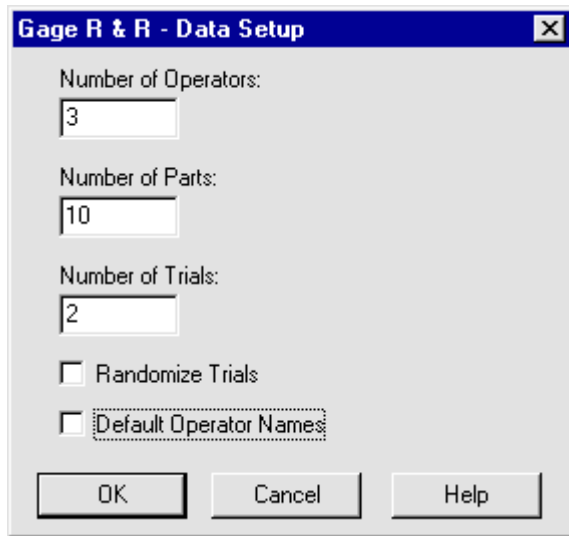 Gage R & R - Data Setup
Number of Operators:
3
Number of Parts:
10
Number of Trials:
2
Randomize Trials
Default Operator Names
OK Cancel Help